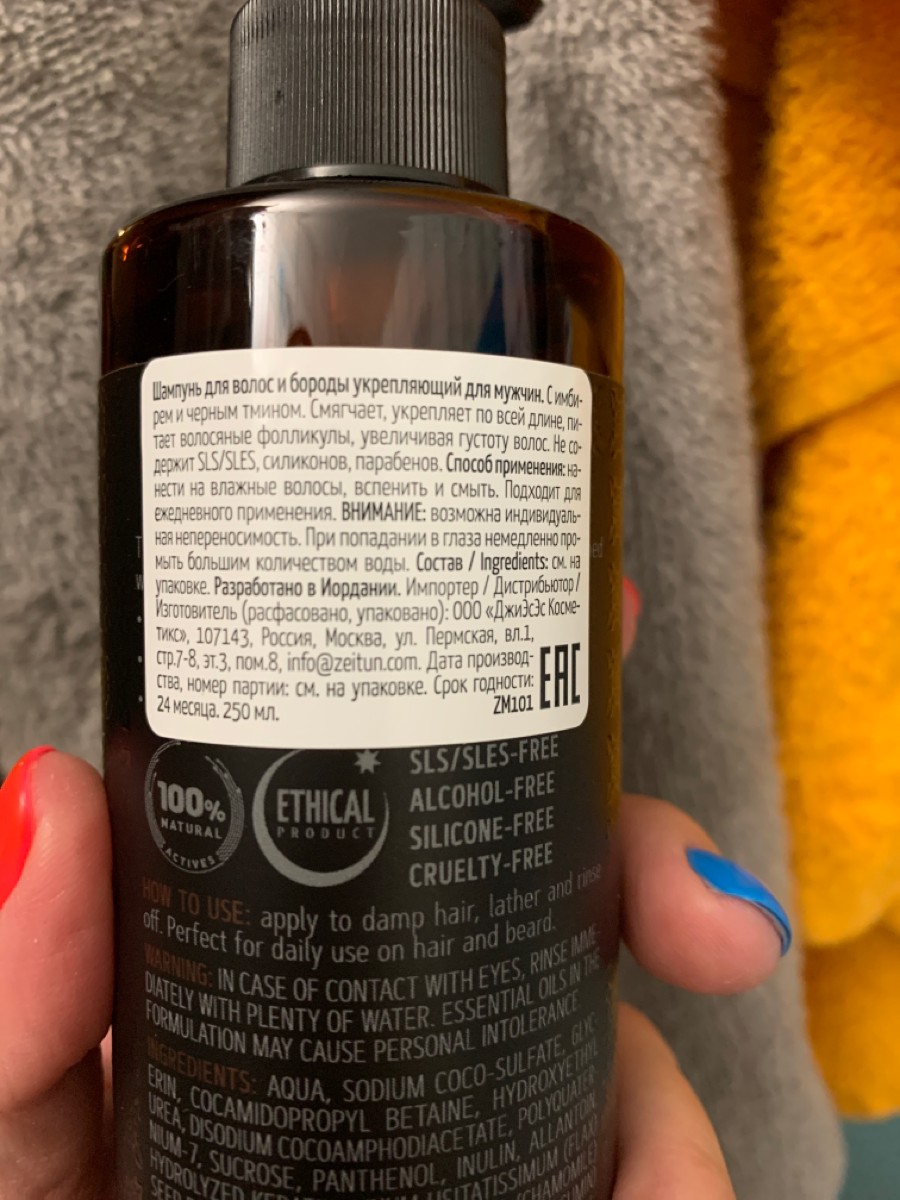 Шампунь для волос и бороды укрепляющий для мужчин. С имби-
рем и черным тмином. Смягчает, укрепляет по всей длине, пи-
тает волосяные фолликулы, увеличивая густоту волос. Не со-
держит SLS/SLES, силиконов, парабенов. Способ применения: на-
нести на влажные волосы, вспенить и смыть. Подходит для
ежедневного применения. ВНИМАНИЕ: возможна индивидуаль-
ная непереносимость. При попадании в глаза немедленно про-
мыть большим количеством воды. Состав / Ingredients: см. на
упаковке. Разработано в Иордании. Импортер / Дистрибьютор /
Изготовитель (расфасовано, упаковано): ООО «ДжиЭсЭс Косме-
тикс», 107143, Россия, Москва, ул. Пермская, вл.1,
стр.7-8, эт.3, пом.8, info@zeitun.com. Дата производ-
ства, номер партии: см. на упаковке. Срок годности:
24 месяца. 250 мл.
ZM101
EAC
100%
NATURAL
ACTIVES
ETHICAL
PRODUCT
SLS/SLES-FREE
ALCOHOL-FREE
SILICONE-FREE
CRUELTY-FREE
HOW TO USE: apply to damp hair, lather and rinse
off. Perfect for daily use on hair and beard.
WARNING: IN CASE OF CONTACT WITH EYES, RINSE IMME-
DIATELY WITH PLENTY OF WATER. ESSENTIAL OILS IN THE
FORMULATION MAY CAUSE PERSONAL INTOLERANCE.
INGREDIENTS: AQUA, SODIUM COCO-SULFATE, GLYC-
ERIN, COCAMIDOPROPYL BETAINE, HYDROXYETHYL
UREA, DISODIUM COCOAMPHODIACETATE, POLYQUATER-
NIUM-7, SUCROSE, PANTHENOL, INULIN, ALLANTOIN,
HYDROLYZED USITATISSIMUM (FLAX)
SEED (CHAMOMILE)